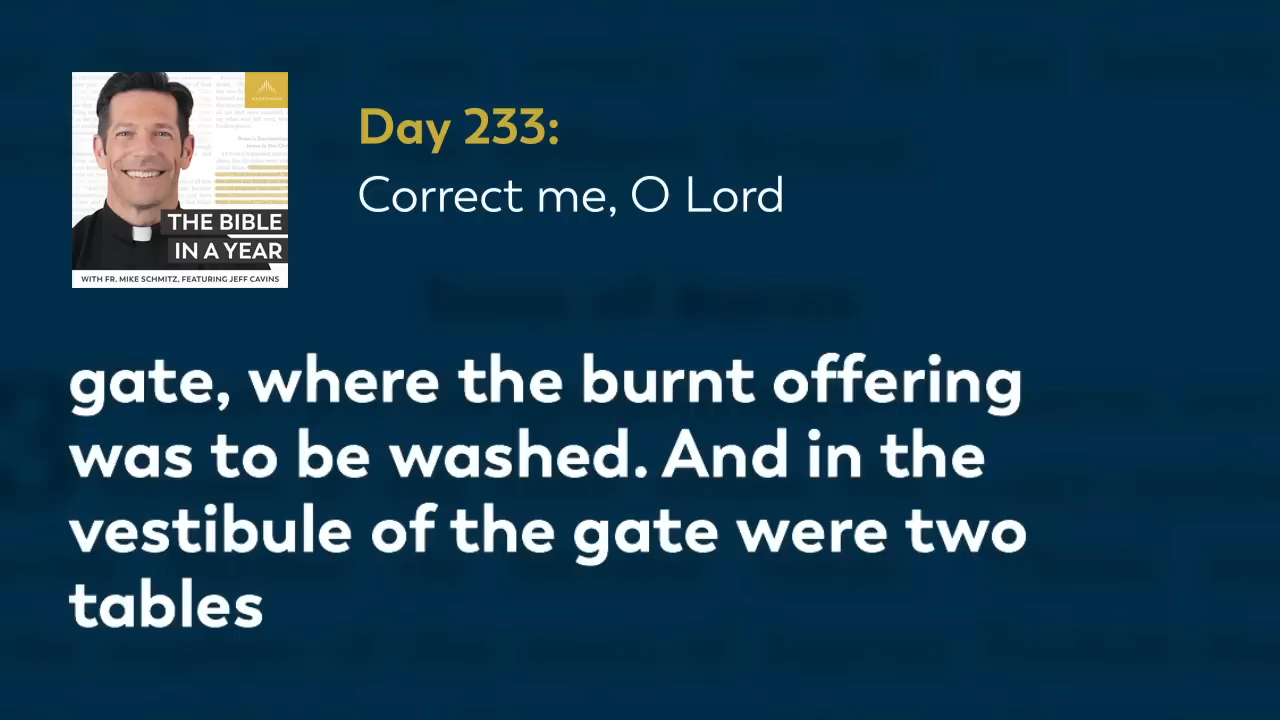 Day 233:
Correct me, O Lord
THE BIBLE
IN A YEAR
WITH FR. MIKE SCHMITZ, FEATURING JEFF CAVINS
gate, where the burnt offering
was to be washed. And in the
vestibule of the gate were two
tables